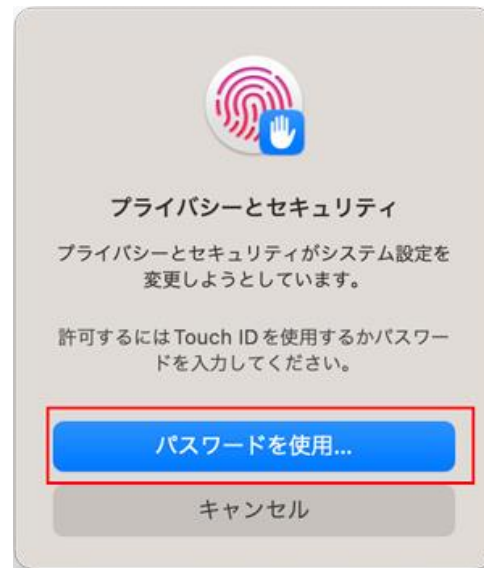 プライバシーとセキュリティ
プライバシーとセキュリティがシステム設定を
変更しようとしています。
許可するにはTouch IDを使用するかパスワー
ドを入力してください。
パスワードを使用...
キャンセル